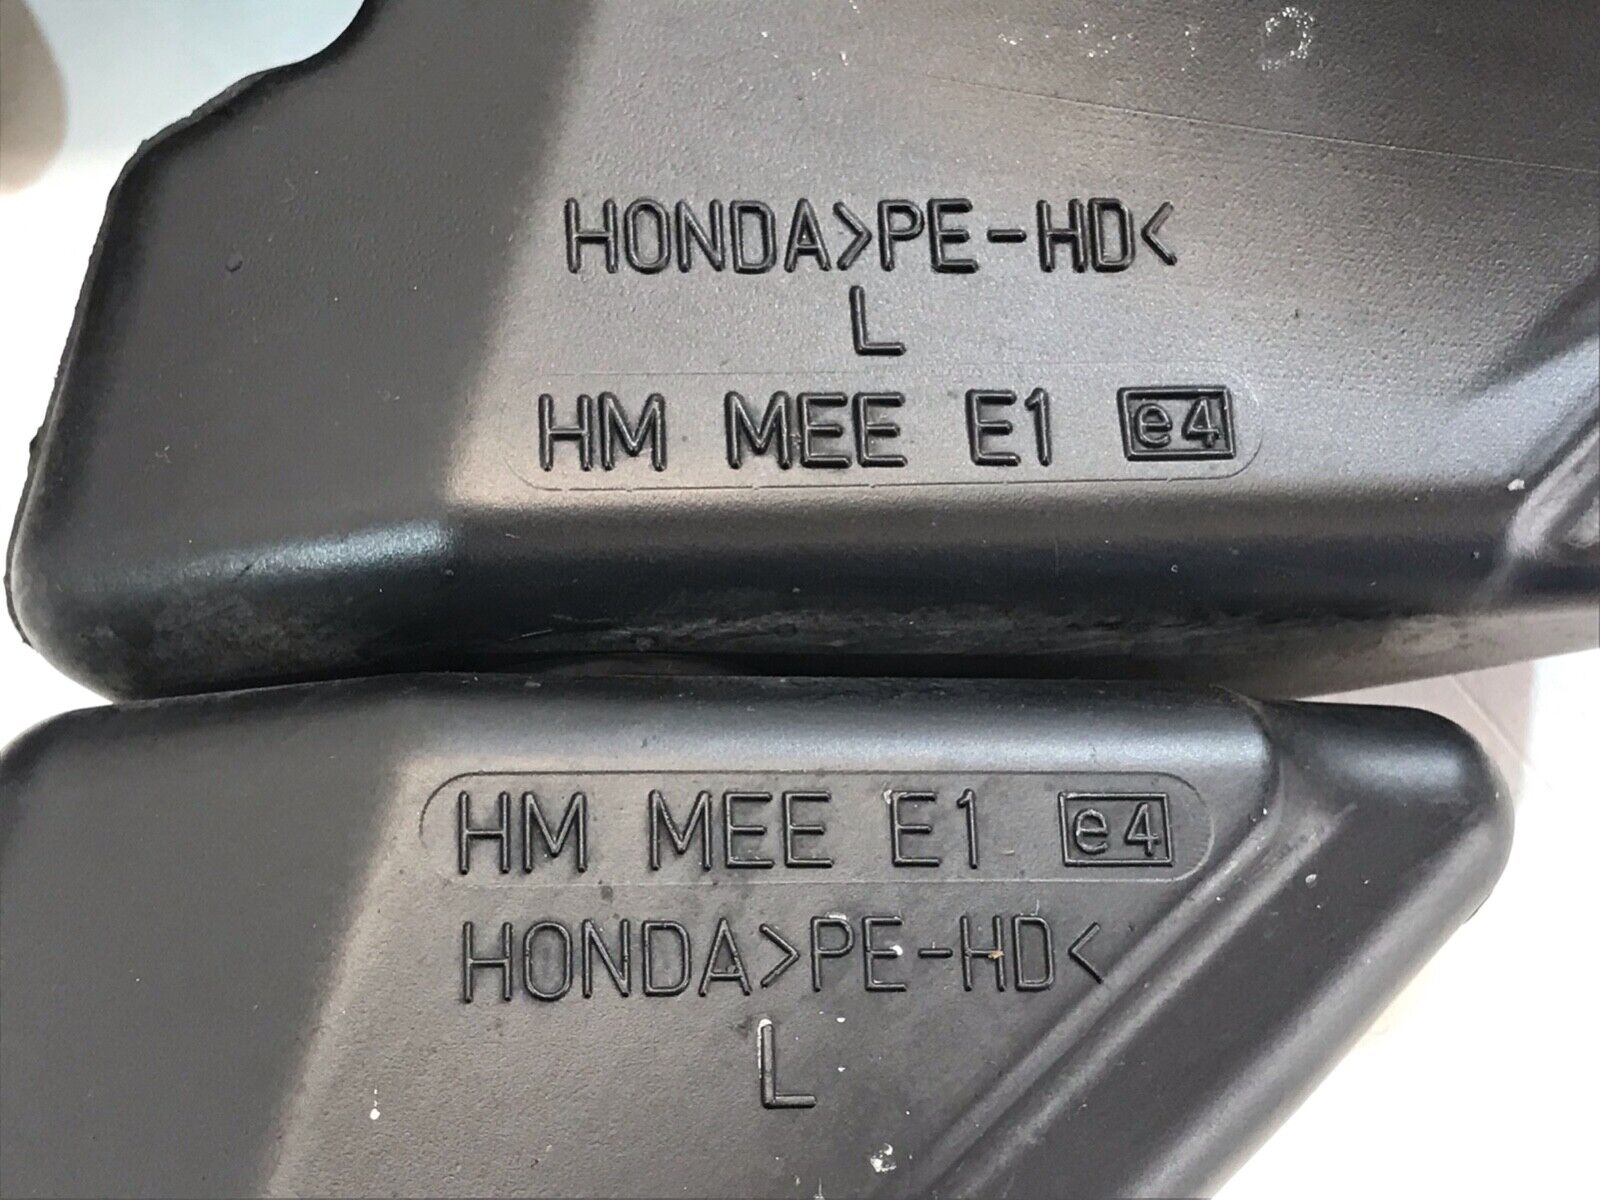 HONDA>PE-HD<
L
HM MEE E1 e4
HM MEE E1 e4
HONDA>PE-HD<
L